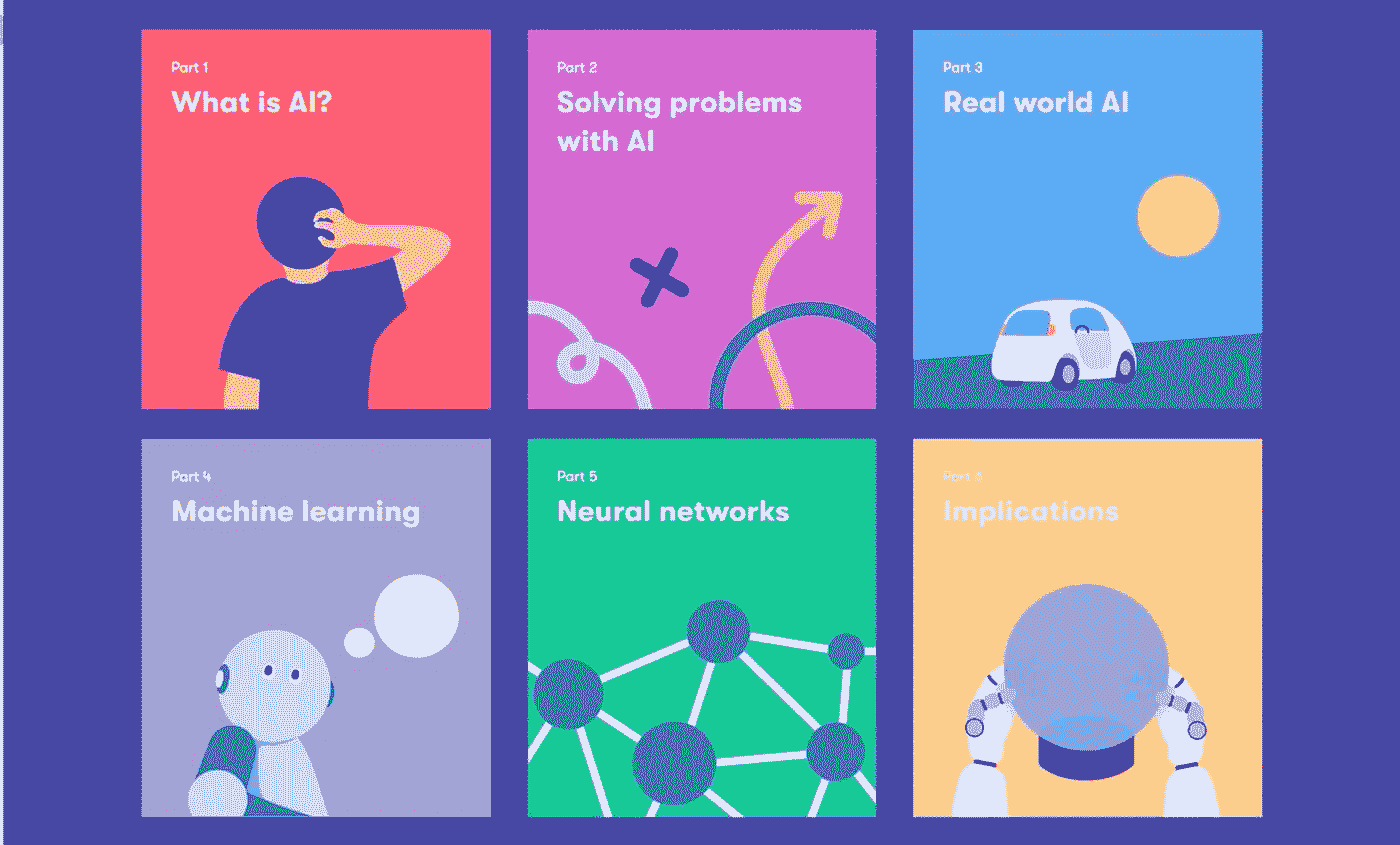 Part 1
What is AI?
Part 2
Solving problems
with AI
Part 3
Real world AI
Part 4
Machine learning
Part 5
Neural networks
Part 6
Implications